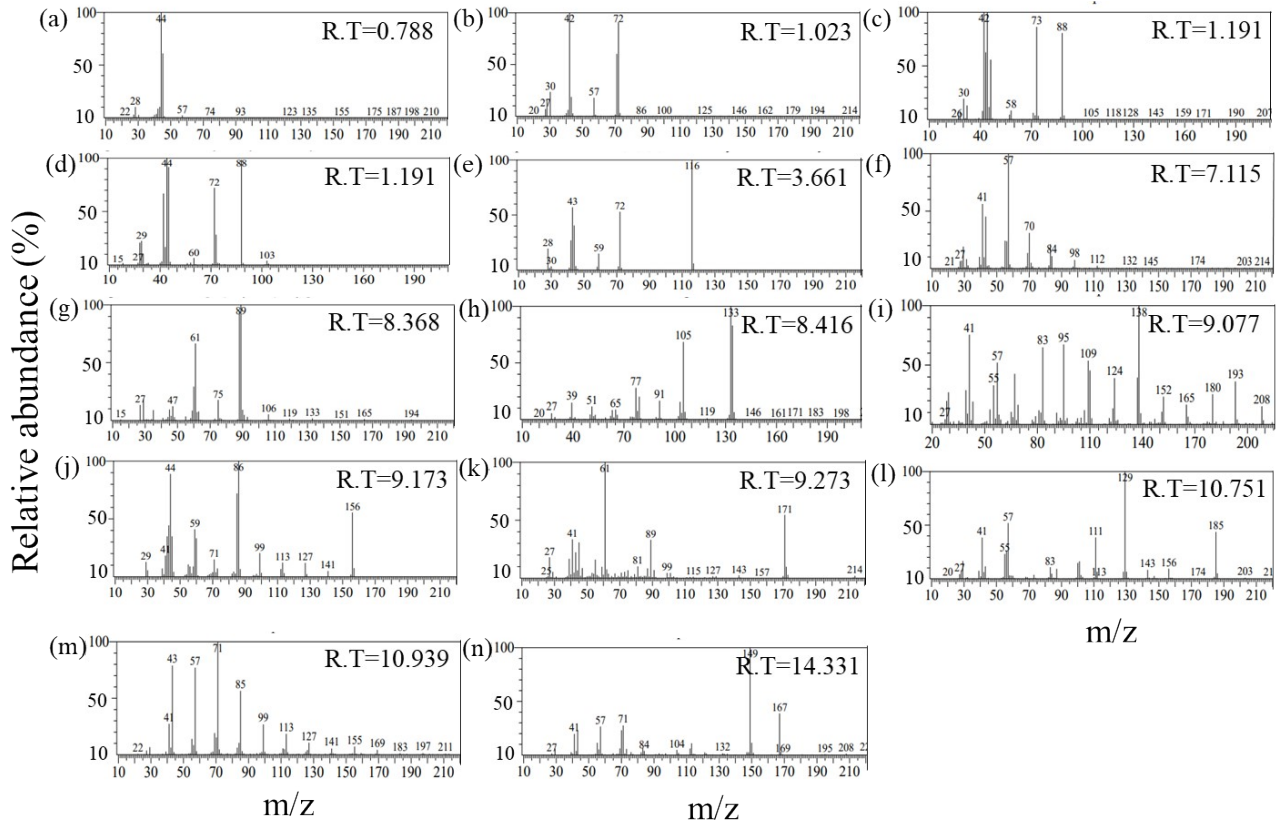 (a) 100 50 10 44 28 22 57 74 93 123 135 155 175 187 198 210 R.T=0.788
10 30 50 70 90 110 130 150 170 190 210
(b) 100 50 10 42 72 30 27 20 57 86 100 125 146 162 179 194 214 R.T=1.023
10 30 50 70 90 110 130 150 170 190 210
(c) 100 50 10 42 73 88 30 26 58 105 118 128 143 159 171 190 207 R.T=1.191
10 20 40 60 80 100 120 140 160 180 200
(d) 100 50 10 44 88 72 29 15 27 60 103 R.T=1.191
10 30 50 70 90 110 130 150 170 190 210
(e) 100 50 10 116 43 72 28 30 59 R.T=3.661
10 30 50 70 90 110 130 150 170 190 210
(f) 100 50 10 57 41 70 21 27 84 98 112 132 145 174 203 214 R.T=7.115
10 30 50 70 90 110 130 150 170 190 210
(g) 100 50 10 89 61 27 15 47 75 106 119 133 151 165 194 R.T=8.368
10 30 50 70 90 110 130 150 170 190 210
(h) 100 50 10 133 105 77 39 20 27 51 65 91 119 146 161 171 183 198 R.T=8.416
10 40 70 100 130 160 190
(i) 100 50 10 138 41 57 55 27 83 95 109 124 152 165 180 193 208 R.T=9.077
20 50 80 110 140 170 200
(j) 100 50 10 44 86 156 29 41 59 71 99 113 127 141 R.T=9.173
10 30 50 70 90 110 130 150 170 190 210
(k) 100 50 10 61 171 41 27 25 89 81 99 115 127 143 157 214 R.T=9.273
10 30 50 70 90 110 130 150 170 190 210
(l) 100 50 10 129 57 41 55 20 27 83 111 113 143 156 174 185 203 R.T=10.751
10 30 50 70 90 110 130 150 170 190 210
(m) 100 50 10 71 43 57 41 22 85 99 113 127 141 155 169 183 197 211 R.T=10.939
10 30 50 70 90 110 130 150 170 190 210
(n) 100 50 10 149 167 41 27 57 71 84 104 132 169 195 208 R.T=14.331
10 30 50 70 90 110 130 150 170 190 210
Relative abundance (%)
m/z
m/z
m/z